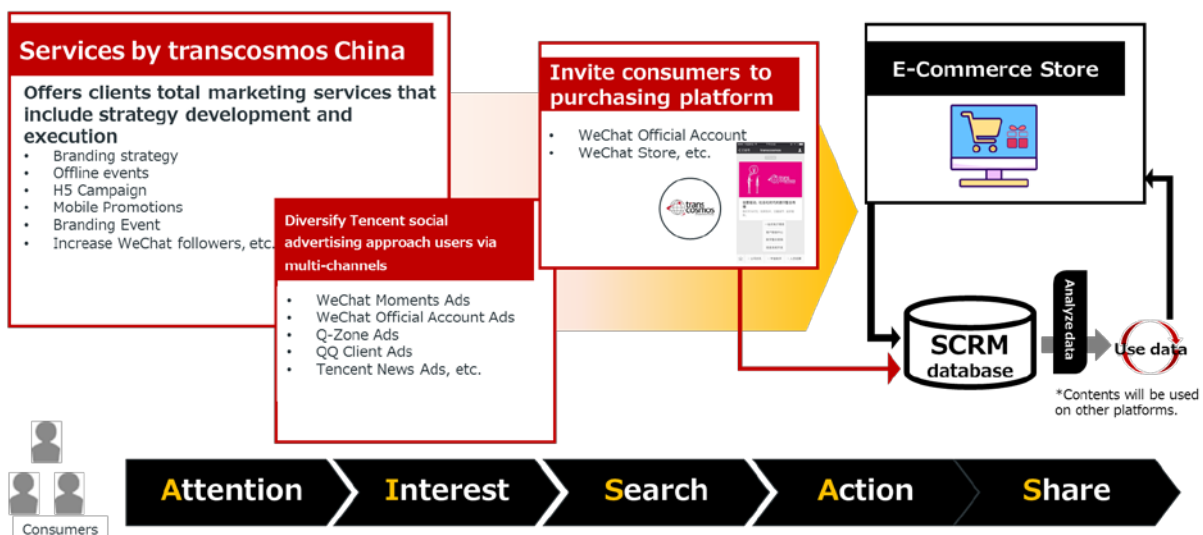 Services by transcosmos China
Offers clients total marketing services that
include strategy development and
execution
• Branding strategy
• Offline events
• H5 Campaign
• Mobile Promotions
• Branding Event
• Increase WeChat followers, etc.
Diversify Tencent social
advertising approach users via
multi-channels
• WeChat Moments Ads
• WeChat Official Account Ads
• Q-Zone Ads
• QQ Client Ads
• Tencent News Ads, etc.
Invite consumers to
purchasing platform
• WeChat Official Account
• WeChat Store, etc.
trans
cosmos
E-Commerce Store
SCRM
database
Analyze data
Use data
*Contents will be used
on other platforms.
Consumers
Attention
Interest
Search
Action
Share